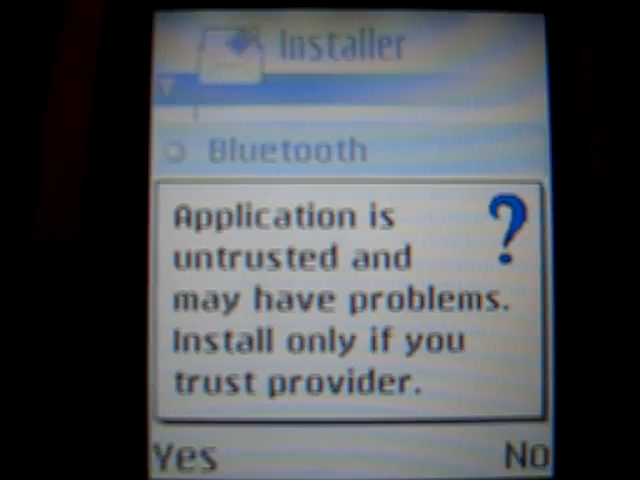 Installer
Bluetooth
Application is
untrusted and
may have problems.
Install only if you
trust provider.
Yes No